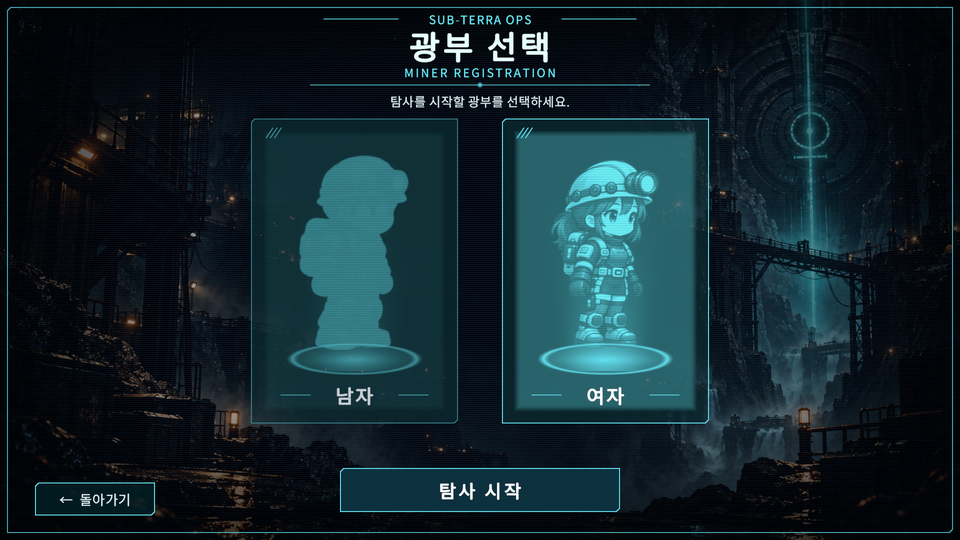 SUB-TERRA OPS
광부 선택
MINER REGISTRATION
탐사를 시작할 광부를 선택하세요.
남자
여자
탐사 시작
← 돌아가기